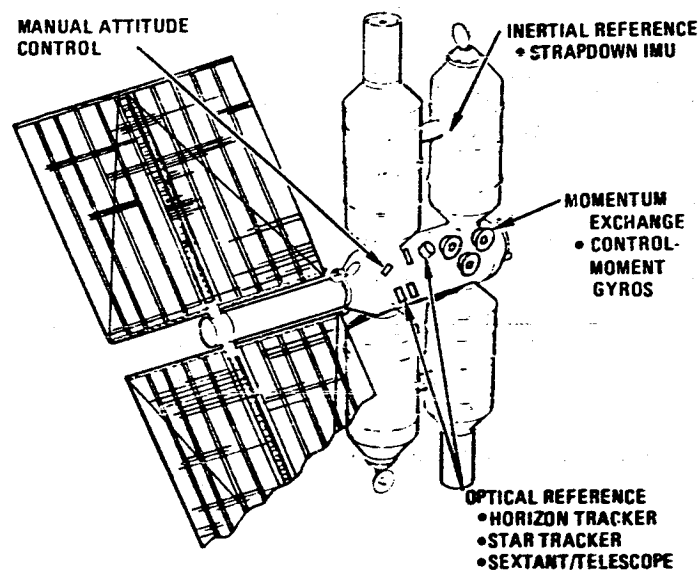 MANUAL ATTITUDE
CONTROL
INERTIAL REFERENCE
• STRAPDOWN IMU
MOMENTUM
EXCHANGE
• CONTROL-
MOMENT
GYROS
OPTICAL REFERENCE
• HORIZON TRACKER
• STAR TRACKER
• SEXTANT/TELESCOPE